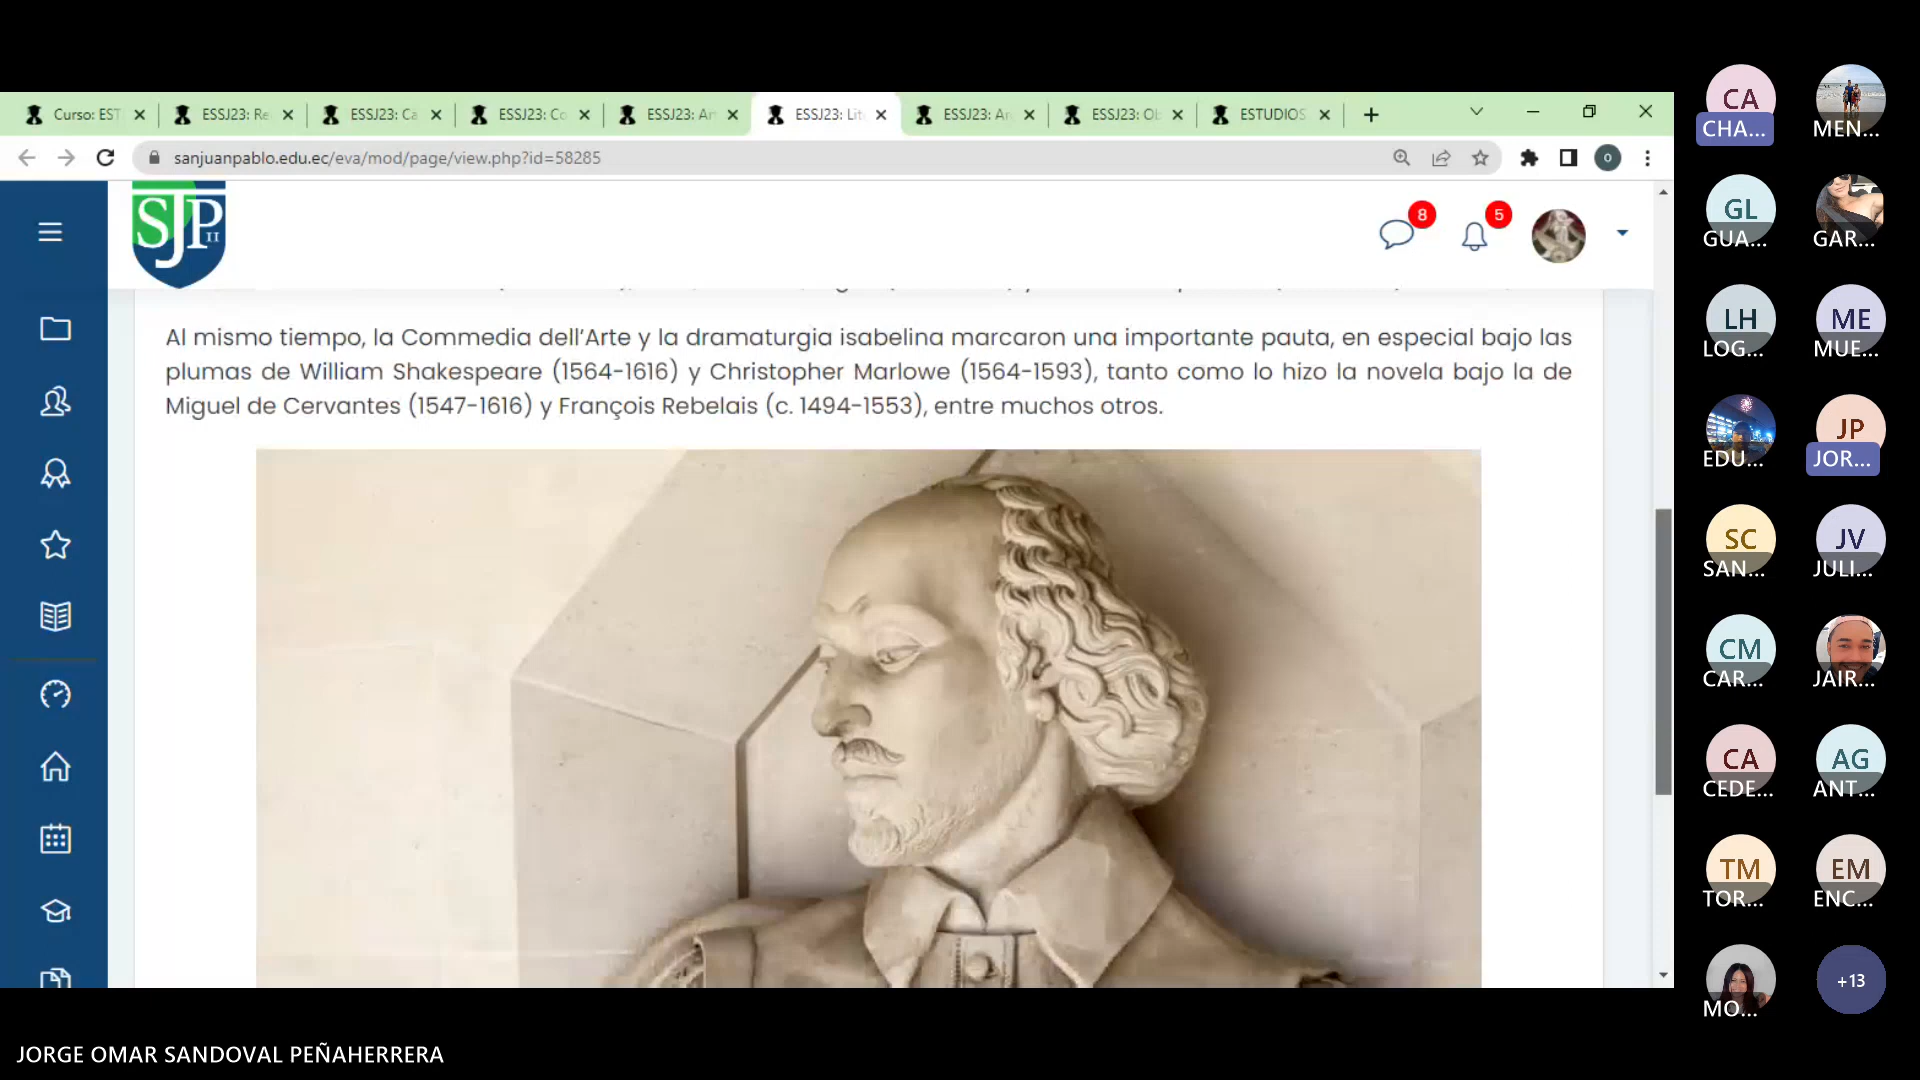 Curso: EST
ESSJ23: Re
ESSJ23: Ca
ESSJ23: Co
ESSJ23: Ar
ESSJ23: Lit
ESSJ23: Ar
ESSJ23: Ob
ESTUDIOS
sanjuanpablo.edu.ec/eva/mod/page/view.php?id=58285
O
SJP II
8
5
Al mismo tiempo, la Commedia dell’Arte y la dramaturgia isabelina marcaron una importante pauta, en especial bajo las
plumas de William Shakespeare (1564-1616) y Christopher Marlowe (1564-1593), tanto como lo hizo la novela bajo la de
Miguel de Cervantes (1547-1616) y François Rebelais (c. 1494-1553), entre muchos otros.
CA
CHA...
MEN...
GL
GUA...
GAR...
LH
LOG...
ME
MUE...
EDU...
JP
JOR...
SC
SAN...
JV
JULI...
CM
CAR...
JAIR...
CA
CEDE...
AG
ANT...
TM
TOR...
EM
ENC...
MO...
+13
JORGE OMAR SANDOVAL PEÑAHERRERA